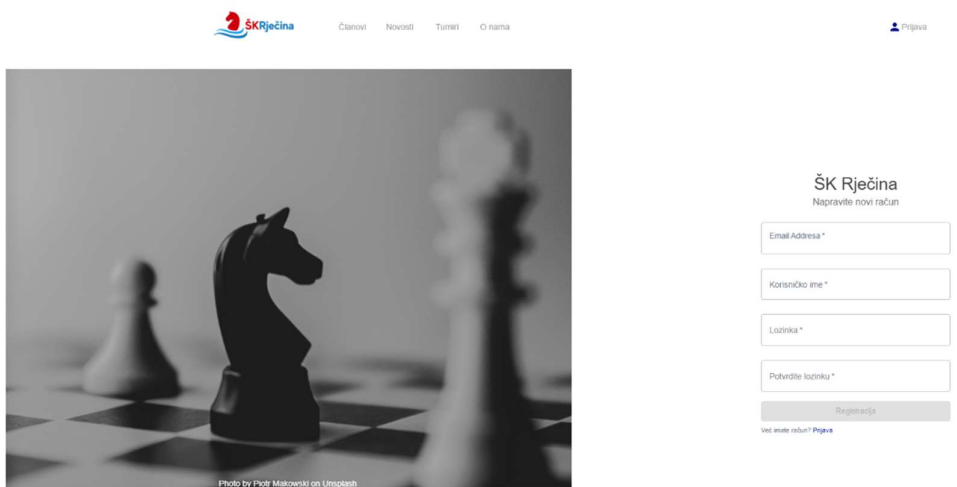 ŠKRječina
Članovi Novosti Turniri O nama
Prijava
ŠK Rječina
Napravite novi račun
Email Addresa *
Korisničko ime *
Lozinka *
Potvrdite lozinku *
Registracija
Već imate račun? Prijava
Photo by Piotr Makowski on Unsplash